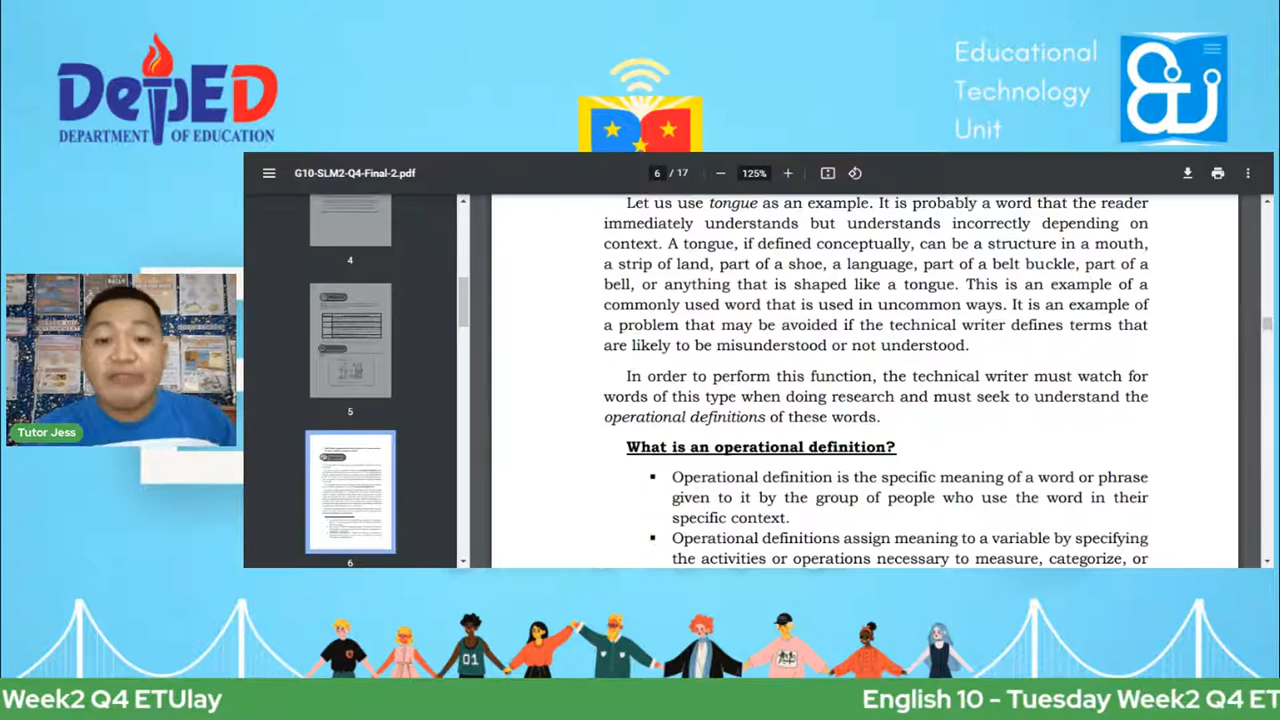 DepED
DEPARTMENT OF EDUCATION
Educational
Technology
Unit
G10-SLM2-Q4-Final-2.pdf
6 / 17
125%
4
5
6
Let us use tongue as an example. It is probably a word that the reader
immediately understands but understands incorrectly depending on
context. A tongue, if defined conceptually, can be a structure in a mouth,
a strip of land, part of a shoe, a language, part of a belt buckle, part of a
bell, or anything that is shaped like a tongue. This is an example of a
commonly used word that is used in uncommon ways. It is an example of
a problem that may be avoided if the technical writer defines terms that
are likely to be misunderstood or not understood.
In order to perform this function, the technical writer must watch for
words of this type when doing research and must seek to understand the
operational definitions of these words.
What is an operational definition?
▪ Operational definition is the specific meaning of a word or phrase
given to it by the group of people who use the word in their
specific context.
▪ Operational definitions assign meaning to a variable by specifying
the activities or operations necessary to measure, categorize, or
Tutor Jess
01
Week2 Q4 ETUlay
English 10 - Tuesday Week2 Q4 ET